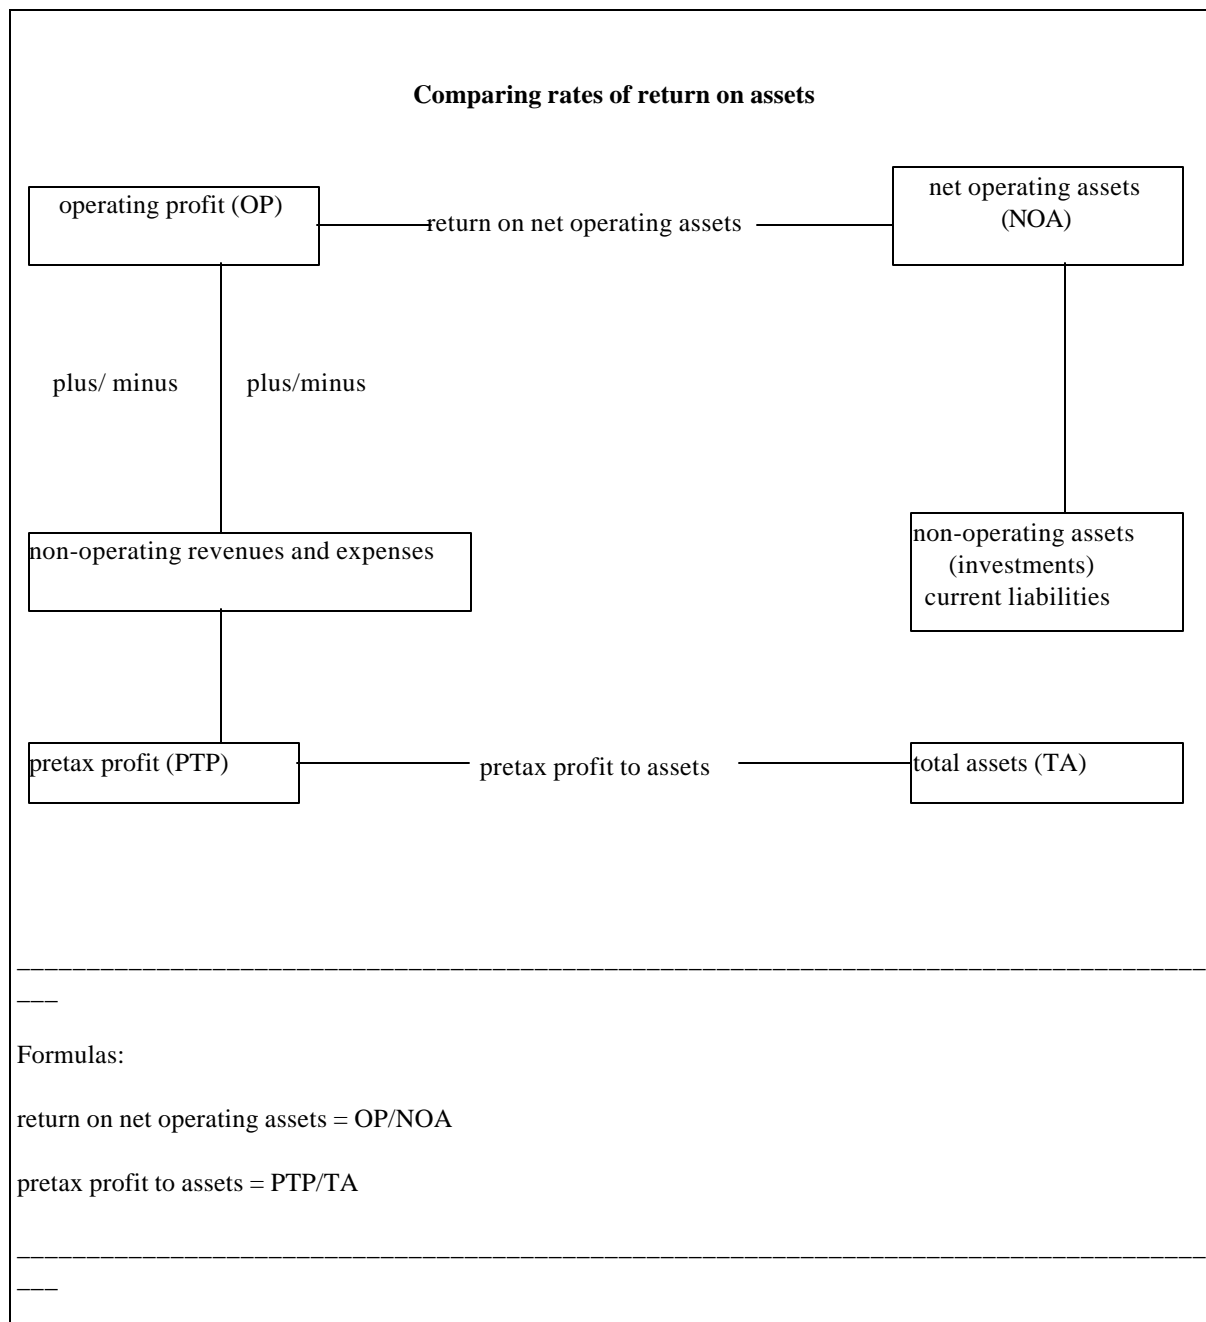 Comparing rates of return on assets
operating profit (OP)
return on net operating assets
net operating assets
(NOA)
plus/ minus
plus/minus
non-operating revenues and expenses
non-operating assets
(investments)
current liabilities
pretax profit (PTP)
pretax profit to assets
total assets (TA)
Formulas:
return on net operating assets = OP/NOA
pretax profit to assets = PTP/TA